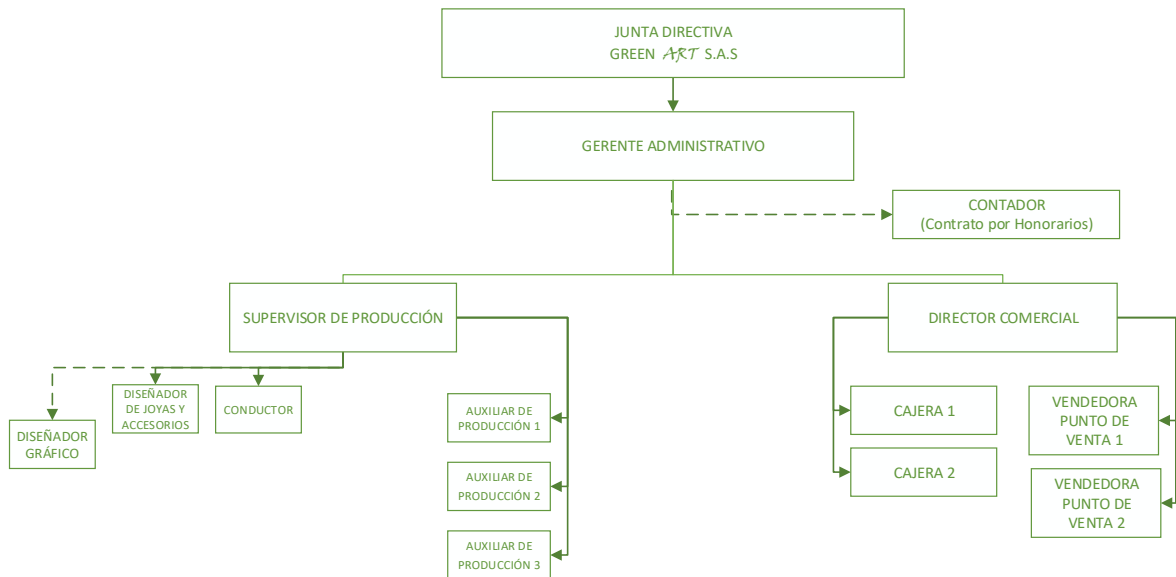 JUNTA DIRECTIVA
GREEN ART S.A.S
GERENTE ADMINISTRATIVO
CONTADOR
(Contrato por Honorarios)
SUPERVISOR DE PRODUCCIÓN
DIRECTOR COMERCIAL
DISEÑADOR
GRÁFICO
DISEÑADOR
DE JOYAS Y
ACCESORIOS
CONDUCTOR
AUXILIAR DE
PRODUCCIÓN 1
AUXILIAR DE
PRODUCCIÓN 2
AUXILIAR DE
PRODUCCIÓN 3
CAJERA 1
CAJERA 2
VENDEDORA
PUNTO DE
VENTA 1
VENDEDORA
PUNTO DE
VENTA 2